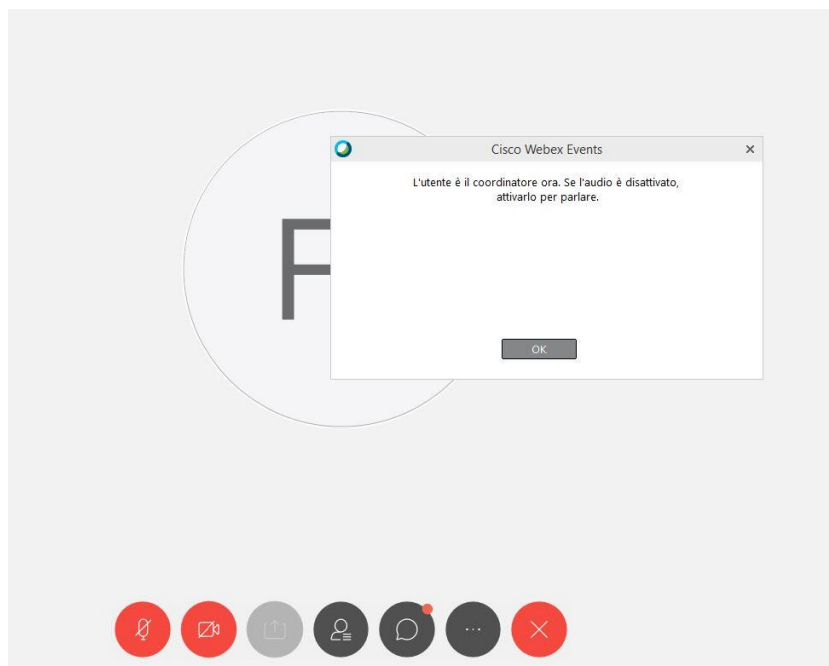 Cisco Webex Events
L'utente è il coordinatore ora. Se l'audio è disattivato,
attivarlo per parlare.
OK